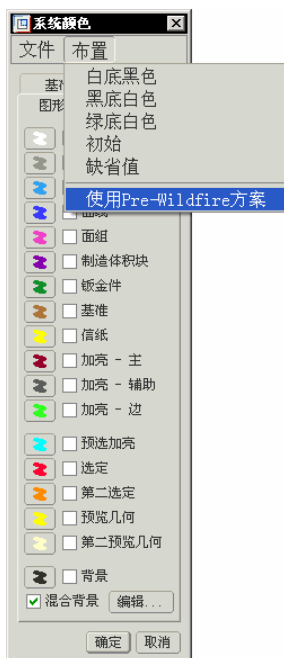 系统颜色
文件 布置
白底黑色
黑底白色
绿底白色
初始
缺省值
使用Pre-Wildfire方案
基准
图形
曲线
面组
制造体积块
钣金件
基准
信纸
加亮 - 主
加亮 - 辅助
加亮 - 边
预选加亮
选定
第二选定
预览几何
第二预览几何
背景
混合背景 编辑...
确定 取消